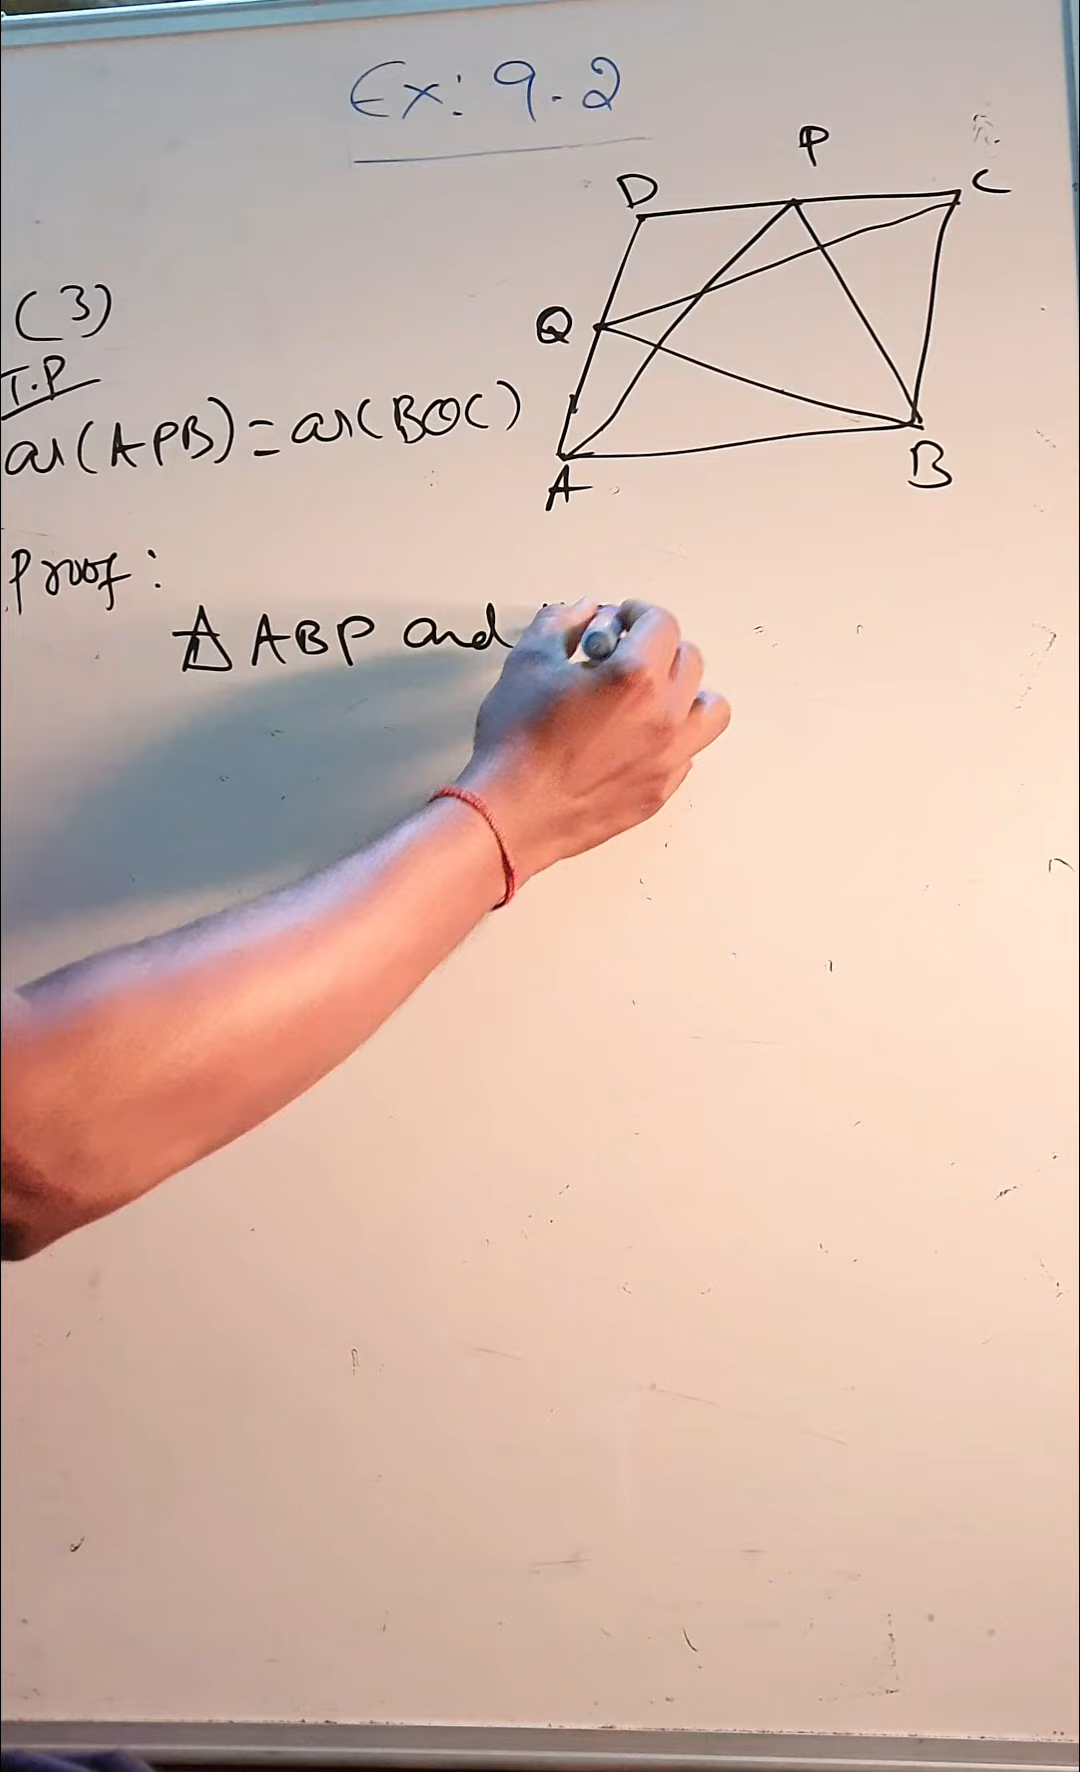 Ex: 9.2
P
D
C
(3)
Q
T.P
ar(APB)=ar(BQC)
A
B
Proof:
Δ ABP and